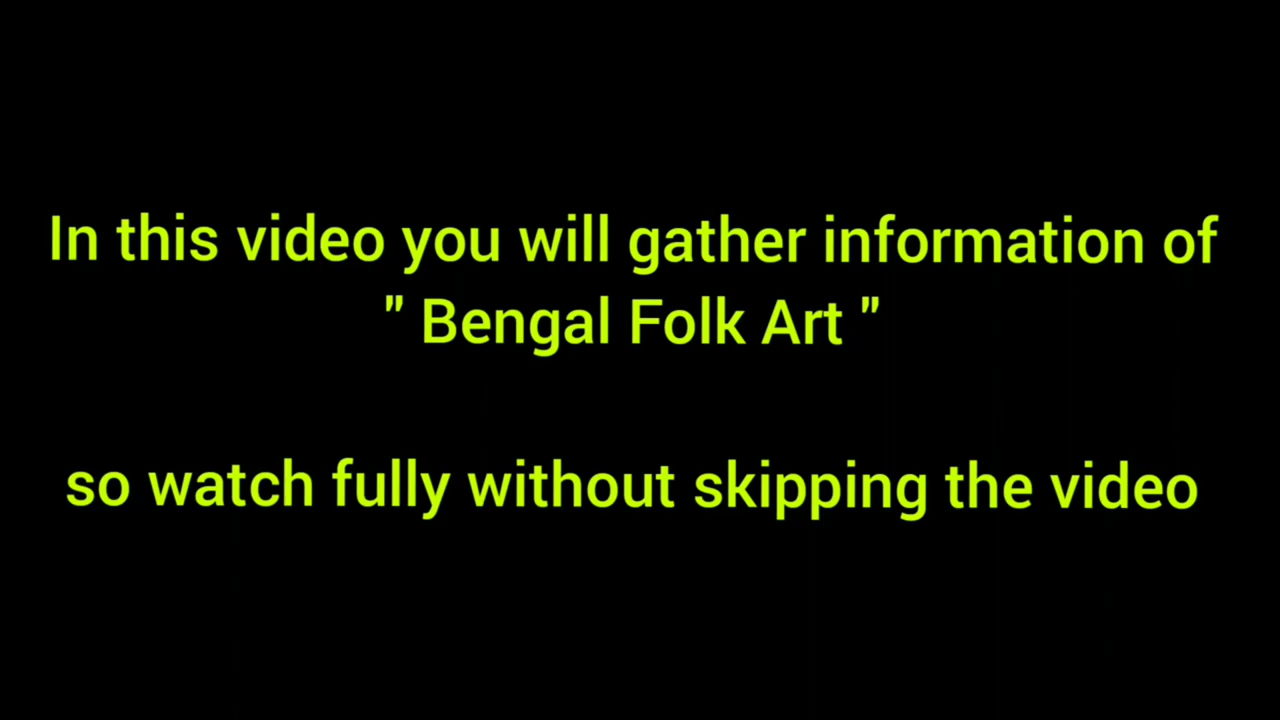 In this video you will gather information of
" Bengal Folk Art "
so watch fully without skipping the video